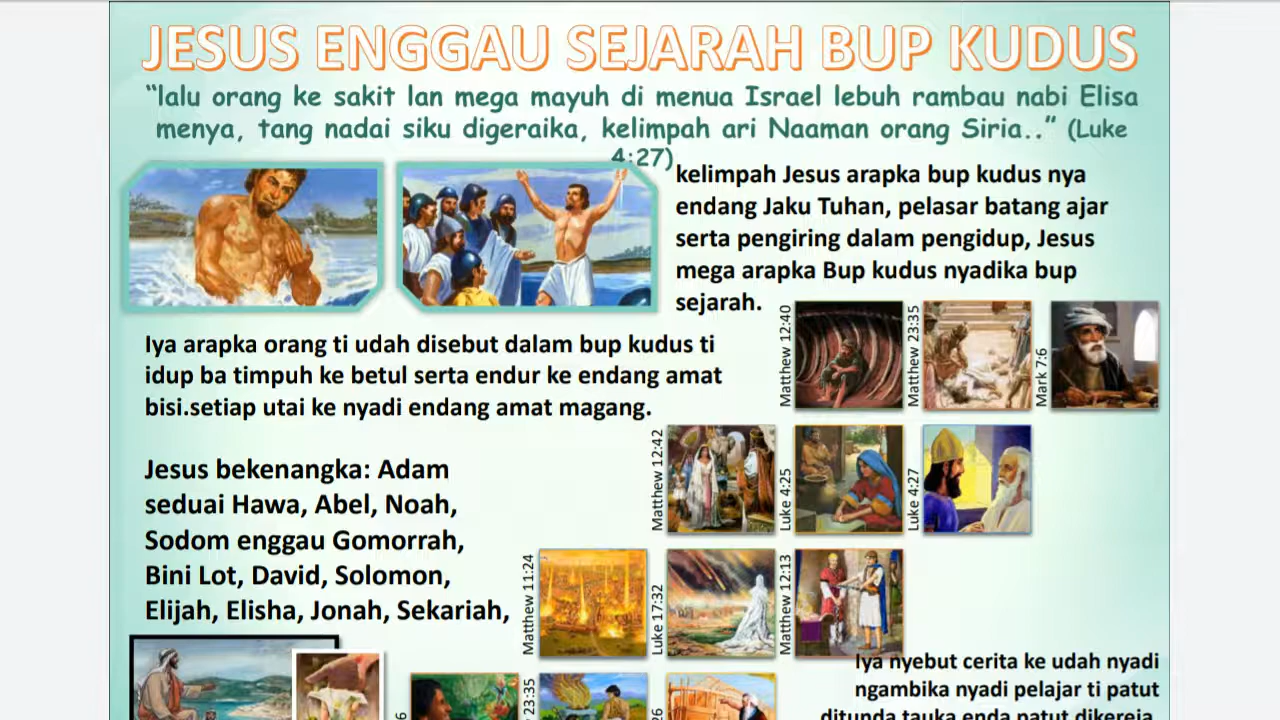 JESUS ENGGAU SEJARAH BUP KUDUS
“lalu orang ke sakit lan mega mayuh di menua Israel lebuh rambau nabi Elisa
menya, tang nadai siku digeraika, kelimpah ari Naaman orang Siria..” (Luke
4:27)
kelimpah Jesus arapka bup kudus nya
endang Jaku Tuhan, pelasar batang ajar
serta pengiring dalam pengidup, Jesus
mega arapka Bup kudus nyadika bup
sejarah.
Iya arapka orang ti udah disebut dalam bup kudus ti
idup ba timpuh ke betul serta endur ke endang amat
bisi.setiap utai ke nyadi endang amat magang.
Matthew 12:40
Matthew 23:35
Mark 7:6
Matthew 12:42
Luke 4:25
Luke 4:27
Jesus bekenangka: Adam
seduai Hawa, Abel, Noah,
Sodom enggau Gomorrah,
Bini Lot, David, Solomon,
Elijah, Elisha, Jonah, Sekariah,
Matthew 11:24
Luke 17:32
Matthew 12:13
Iya nyebut cerita ke udah nyadi
ngambika nyadi pelajar ti patut
ditunda tauka enda patut dikereja.
23:35